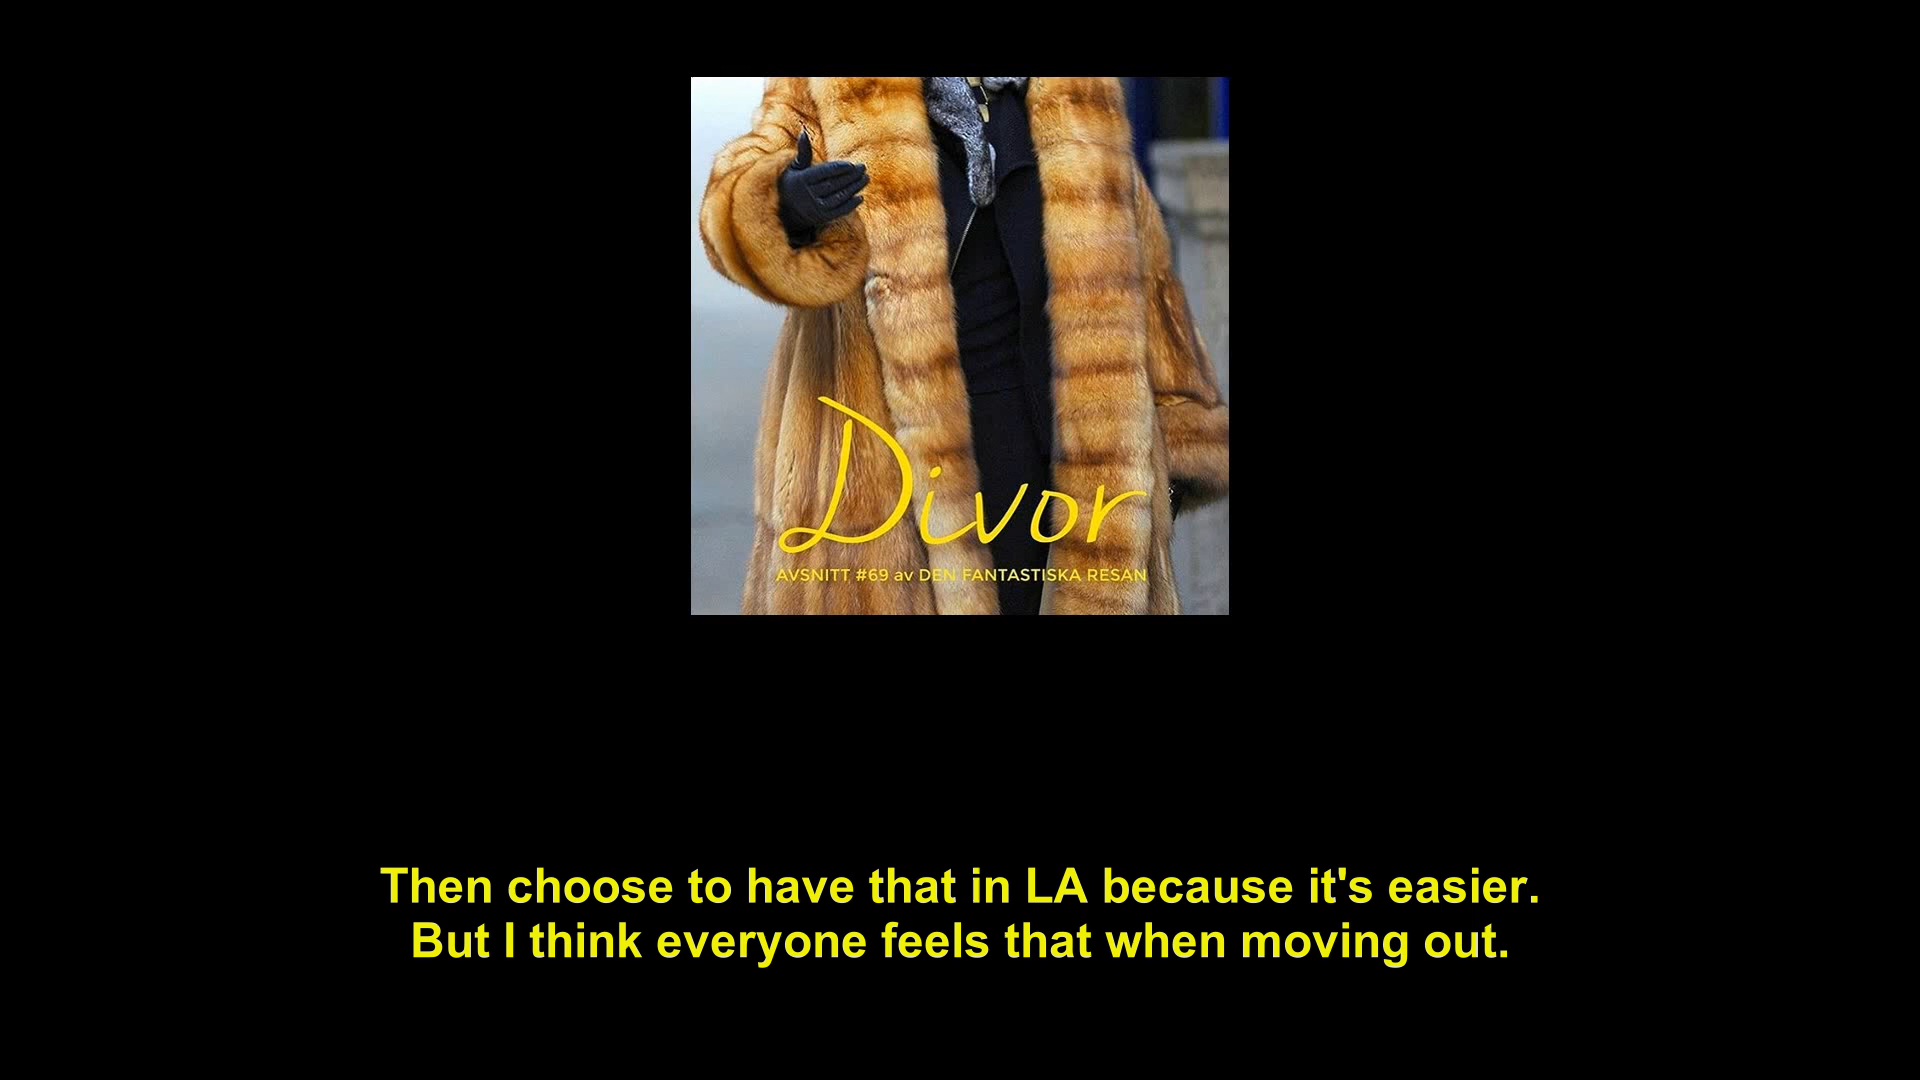 Divor
AVSNITT #69 av DEN FANTASTISKA RESAN
Then choose to have that in LA because it's easier.
But I think everyone feels that when moving out.